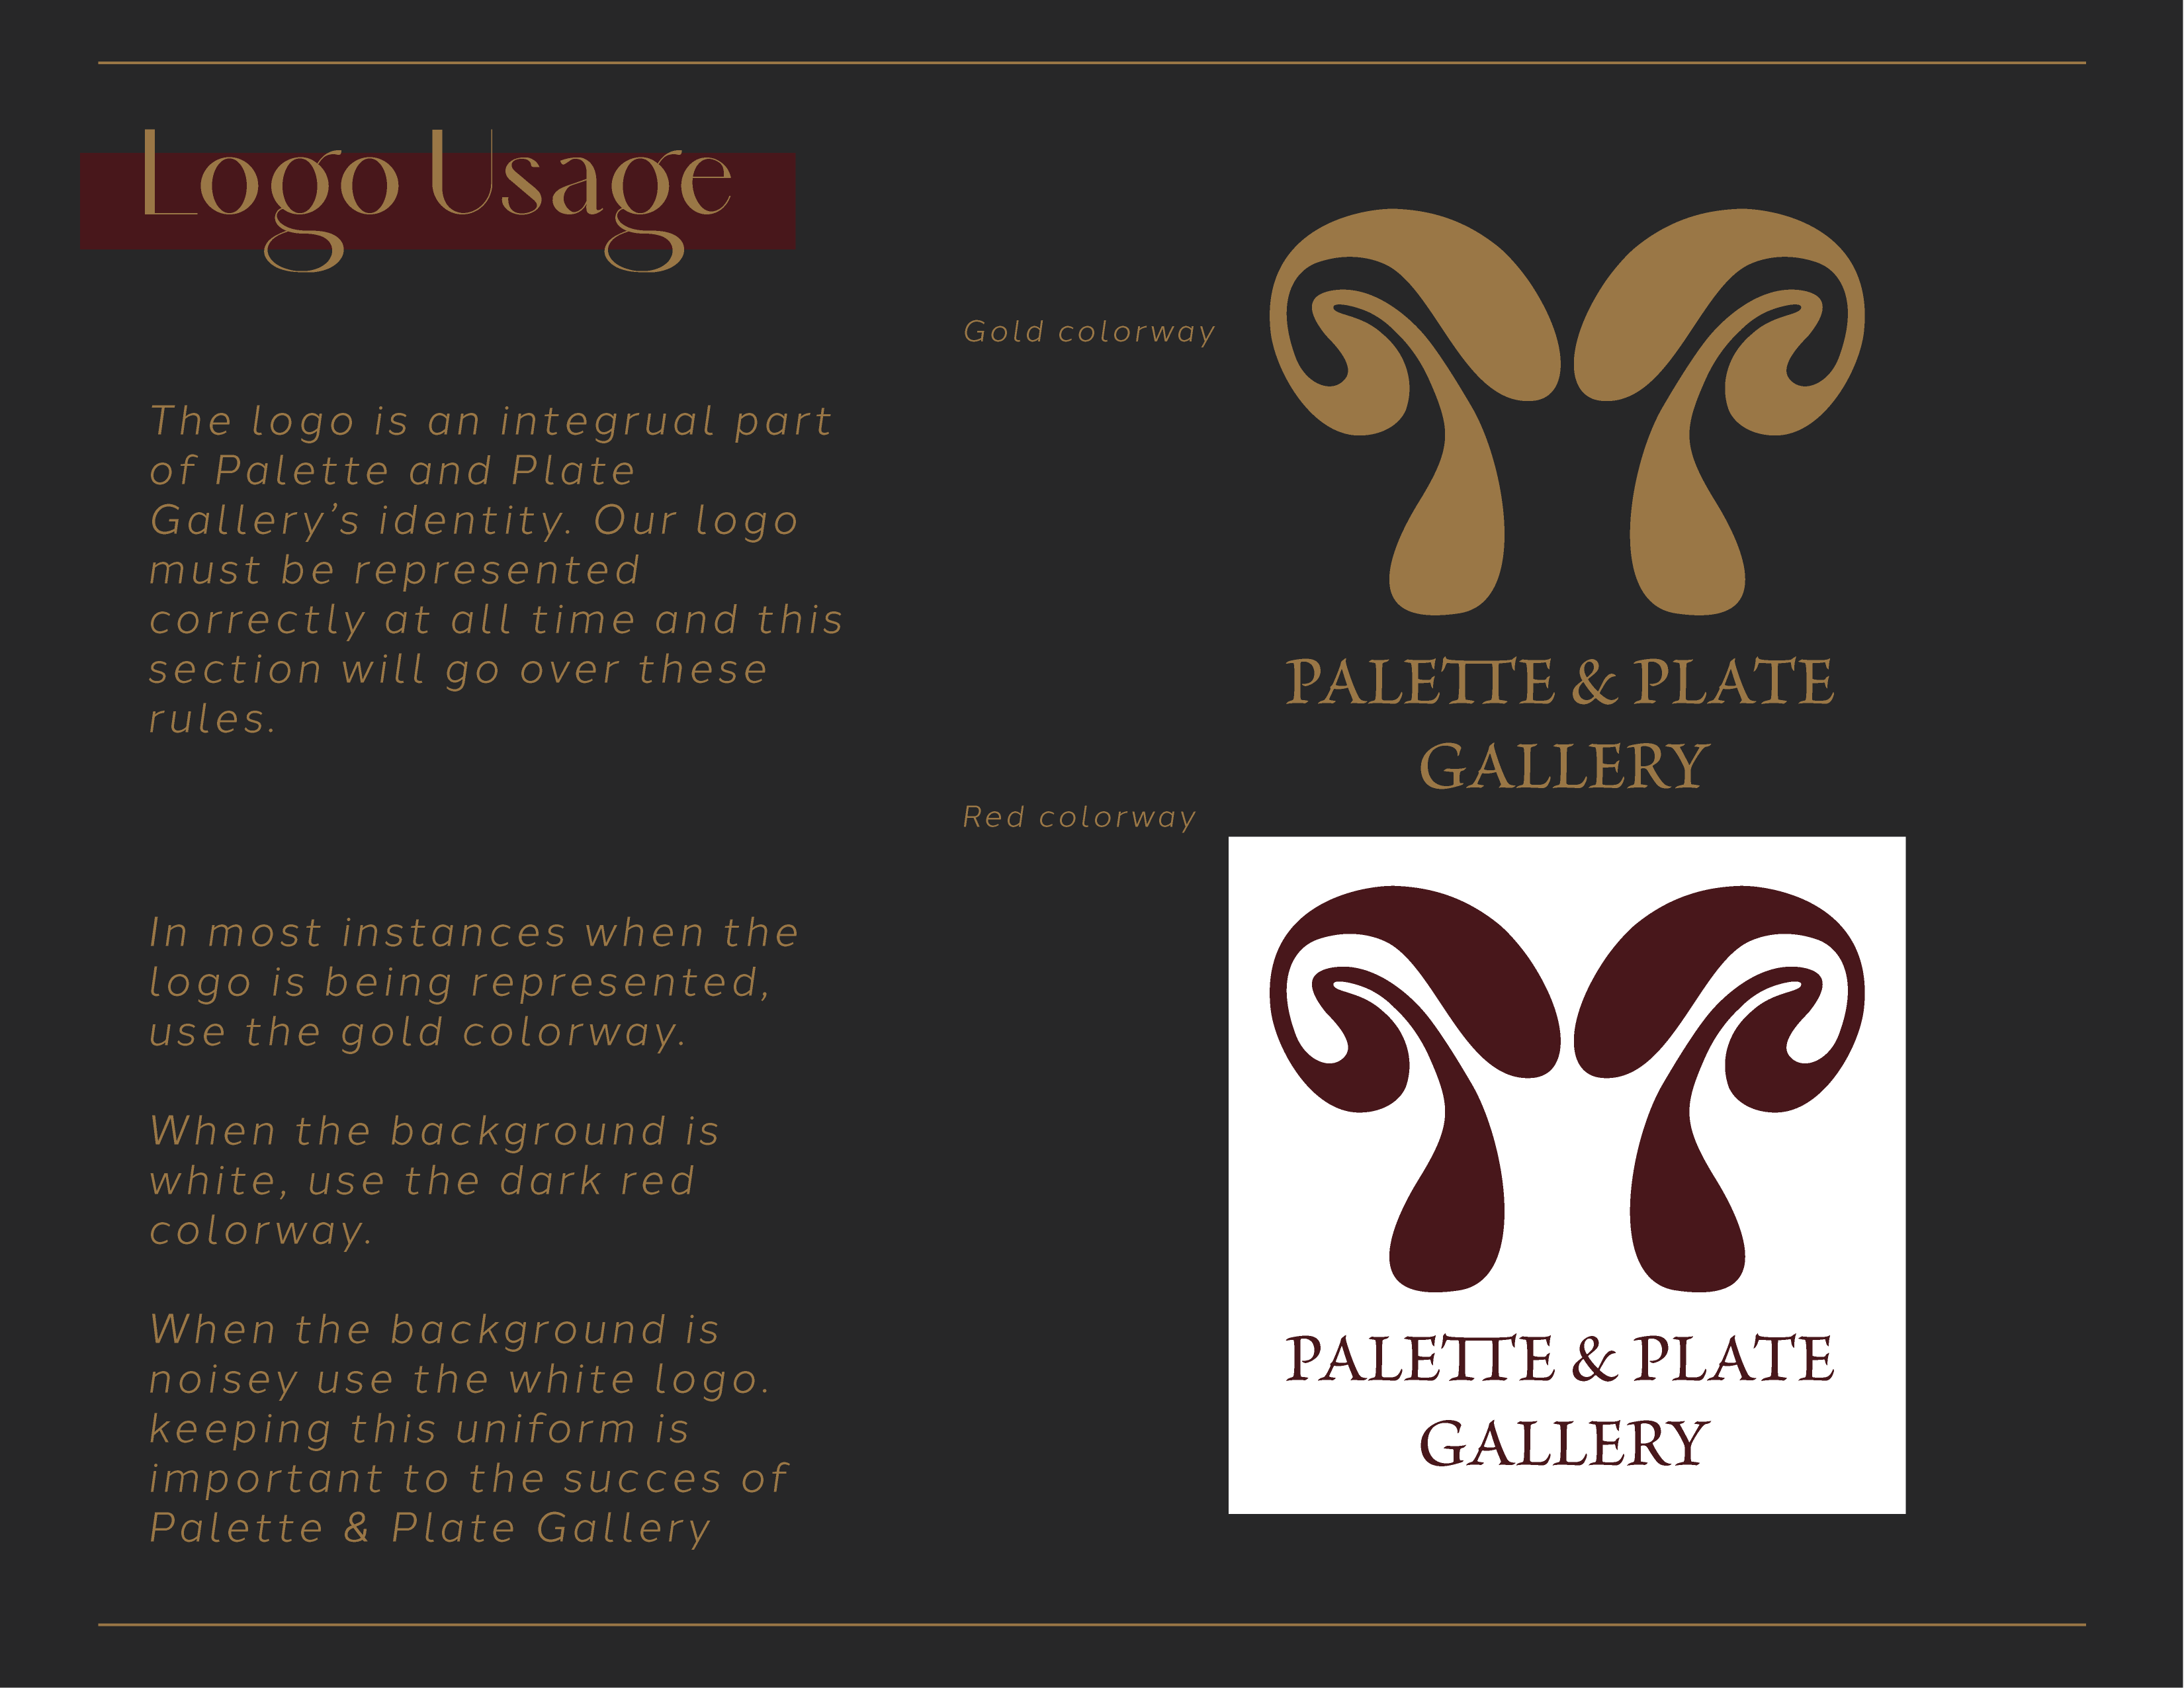 Logo Usage
The logo is an integrual part
of Palette and Plate
Gallery’s identity. Our logo
must be represented
correctly at all time and this
section will go over these
rules.
In most instances when the
logo is being represented,
use the gold colorway.
When the background is
white, use the dark red
colorway.
When the background is
noisey use the white logo.
keeping this uniform is
important to the succes of
Palette & Plate Gallery
Gold colorway
PALETTE & PLATE
GALLERY
Red colorway
PALETTE & PLATE
GALLERY